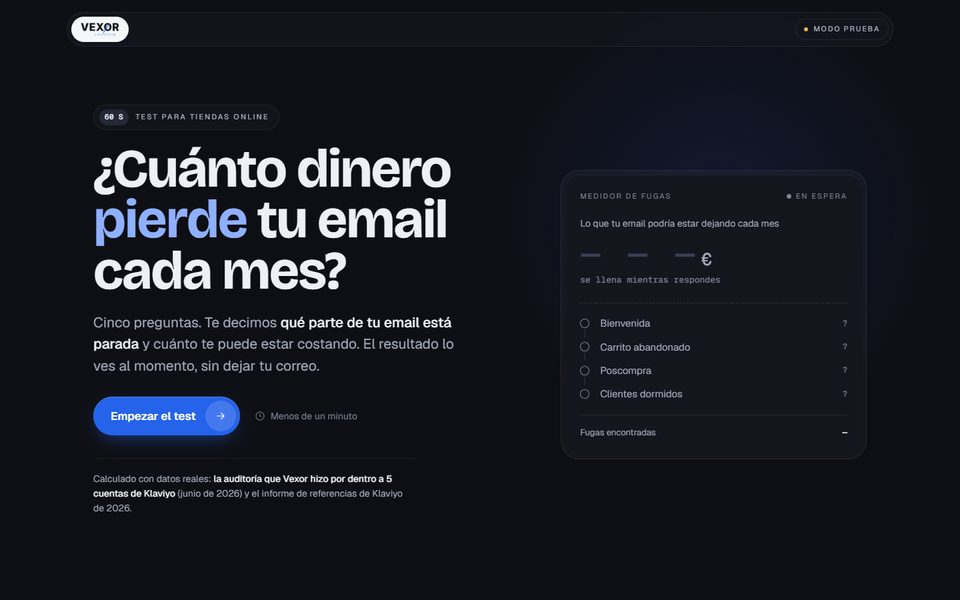 VEXOR
MODO PRUEBA
60 S TEST PARA TIENDAS ONLINE
¿Cuánto dinero
pierde tu email
cada mes?
Cinco preguntas. Te decimos qué parte de tu email está
parada y cuánto te puede estar costando. El resultado lo
ves al momento, sin dejar tu correo.
Empezar el test →
Menos de un minuto
Calculado con datos reales: la auditoría que Vexor hizo por dentro a 5
cuentas de Klaviyo (junio de 2026) y el informe de referencias de Klaviyo
de 2026.
MEDIDOR DE FUGAS
EN ESPERA
Lo que tu email podría estar dejando cada mes
— — — €
se llena mientras respondes
Bienvenida ?
Carrito abandonado ?
Poscompra ?
Clientes dormidos ?
Fugas encontradas –